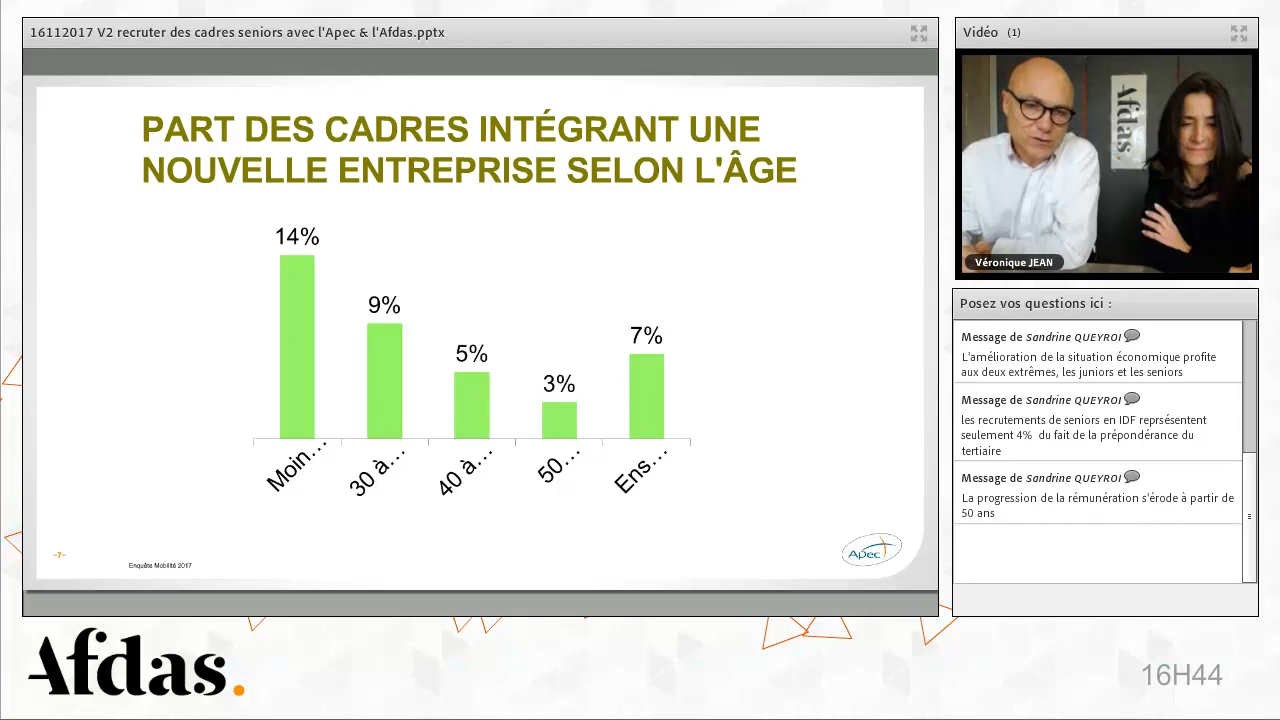 16112017 V2 recruter des cadres seniors avec l'Apec & l'Afdas.pptx
PART DES CADRES INTÉGRANT UNE
NOUVELLE ENTREPRISE SELON L'ÂGE
14%
9%
5%
3%
7%
Moin…
30 à…
40 à…
50…
Ens…
–7–
Enquête Mobilité 2017
Apec
Vidéo (1)
Afdas.
Véronique JEAN
Posez vos questions ici :
Message de Sandrine QUEYROI
L'amélioration de la situation économique profite
aux deux extrêmes, les juniors et les seniors
Message de Sandrine QUEYROI
les recrutements de seniors en IDF reprsésentent
seulement 4% du fait de la prépondérance du
tertiaire
Message de Sandrine QUEYROI
La progression de la rémunération s'érode à partir de
50 ans
Afdas.
16H44